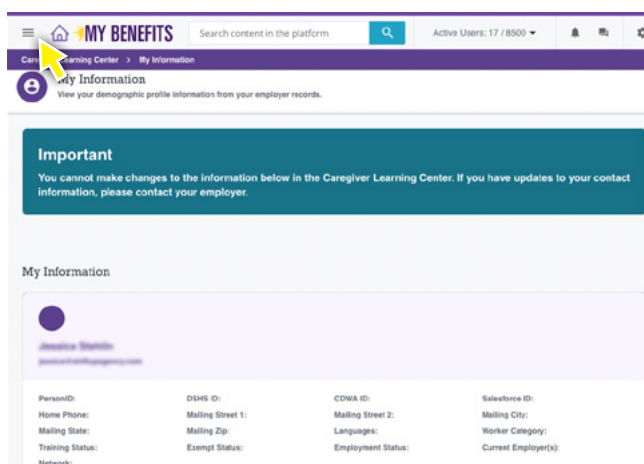 MY BENEFITS
Search content in the platform
Active Users: 17 / 8500
Learning Center > My Information
My Information
View your demographic profile information from your employer records.
Important
You cannot make changes to the information below in the Caregiver Learning Center. If you have updates to your contact
information, please contact your employer.
My Information
PersonID: DSHS ID: CDWA ID: Salesforce ID:
Home Phone: Mailing Street 1: Mailing Street 2: Mailing City:
Mailing State: Mailing Zip: Languages: Worker Category:
Training Status: Exempt Status: Employment Status: Current Employer(s):
Network: